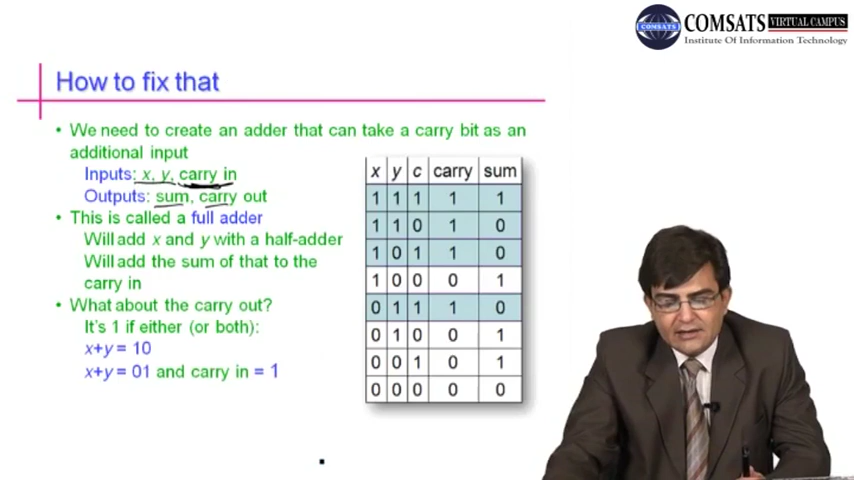 COMSATS VIRTUAL CAMPUS
COMSATS
Institute Of Information Technology
How to fix that
• We need to create an adder that can take a carry bit as an
additional input
Inputs: x, y, carry in
Outputs: sum, carry out
• This is called a full adder
Will add x and y with a half-adder
Will add the sum of that to the
carry in
• What about the carry out?
It's 1 if either (or both):
x+y = 10
x+y = 01 and carry in = 1
x y c carry sum
1 1 1 1 1
1 1 0 1 0
1 0 1 1 0
1 0 0 0 1
0 1 1 1 0
0 1 0 0 1
0 0 1 0 1
0 0 0 0 0